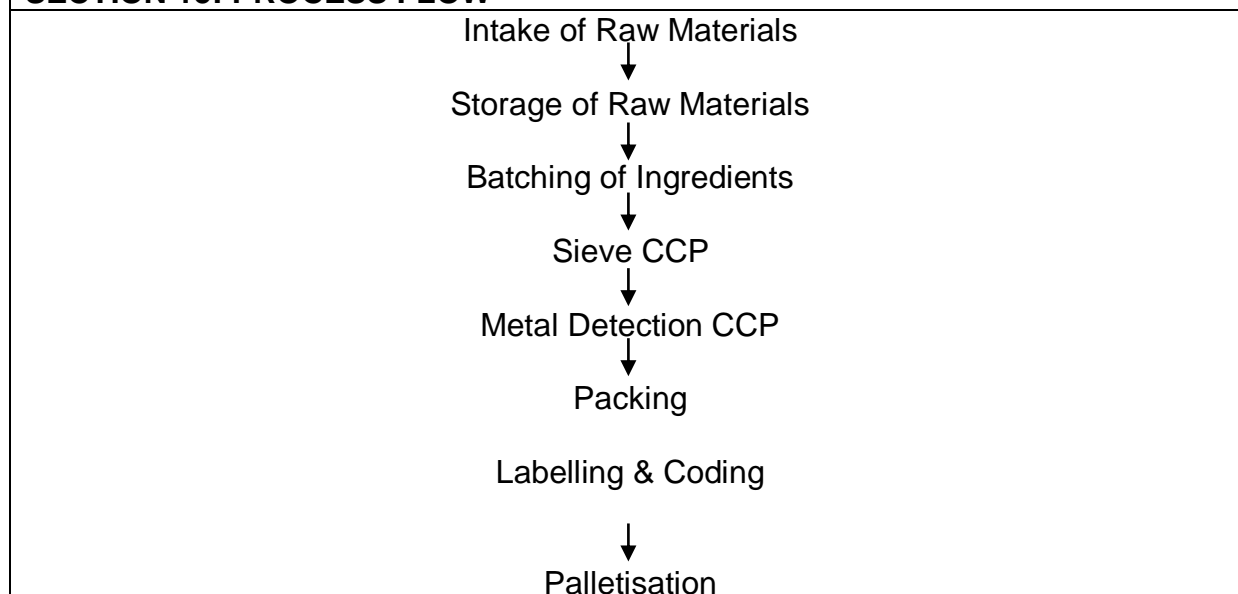 Intake of Raw Materials
Storage of Raw Materials
Batching of Ingredients
Sieve CCP
Metal Detection CCP
Packing
Labelling & Coding
Palletisation